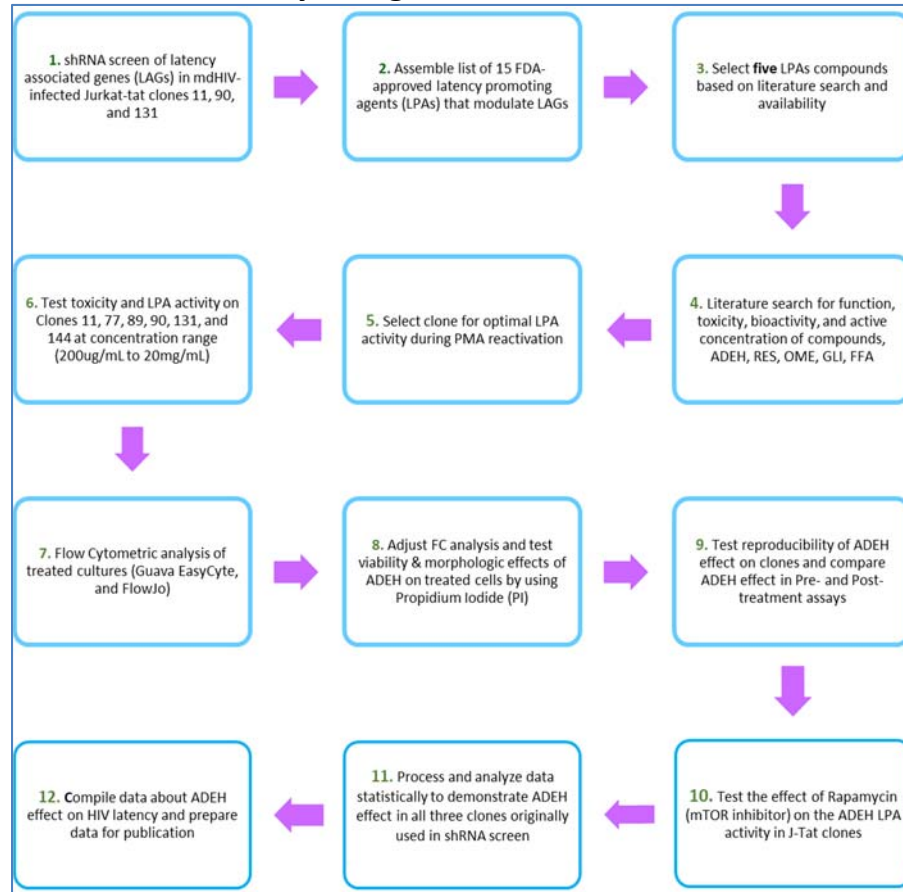 1. shRNA screen of latency
associated genes (LAGs) in mdHIV-
infected Jurkat-tat clones 11, 90,
and 131
2. Assemble list of 15 FDA-
approved latency promoting
agents (LPAs) that modulate LAGs
3. Select five LPAs compounds
based on literature search and
availability
4. Literature search for function,
toxicity, bioactivity, and active
concentration of compounds,
ADEH, RES, OME, GLI, FFA
5. Select clone for optimal LPA
activity during PMA reactivation
6. Test toxicity and LPA activity on
Clones 11, 77, 89, 90, 131, and
144 at concentration range
(200ug/mL to 20mg/mL)
7. Flow Cytometric analysis of
treated cultures (Guava EasyCyte,
and FlowJo)
8. Adjust FC analysis and test
viability & morphologic effects of
ADEH on treated cells by using
Propidium Iodide (PI)
9. Test reproducibility of ADEH
effect on clones and compare
ADEH effect in Pre- and Post-
treatment assays
10. Test the effect of Rapamycin
(mTOR inhibitor) on the ADEH LPA
activity in J-Tat clones
11. Process and analyze data
statistically to demonstrate ADEH
effect in all three clones originally
used in shRNA screen
12. Compile data about ADEH
effect on HIV latency and prepare
data for publication